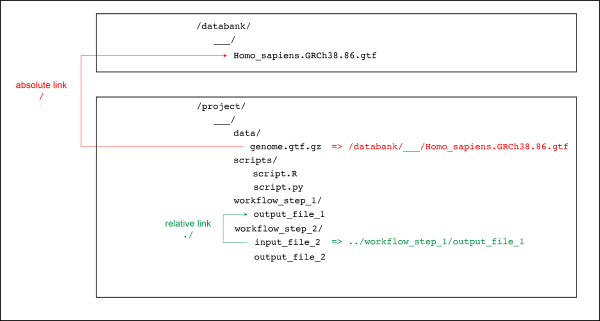 /databank/
___/
Homo_sapiens.GRCh38.86.gtf
absolute link
/
/project/
___/
data/
genome.gtf.gz => /databank/___/Homo_sapiens.GRCh38.86.gtf
scripts/
script.R
script.py
workflow_step_1/
output_file_1
relative link
./
workflow_step_2/
input_file_2 => ../workflow_step_1/output_file_1
output_file_2